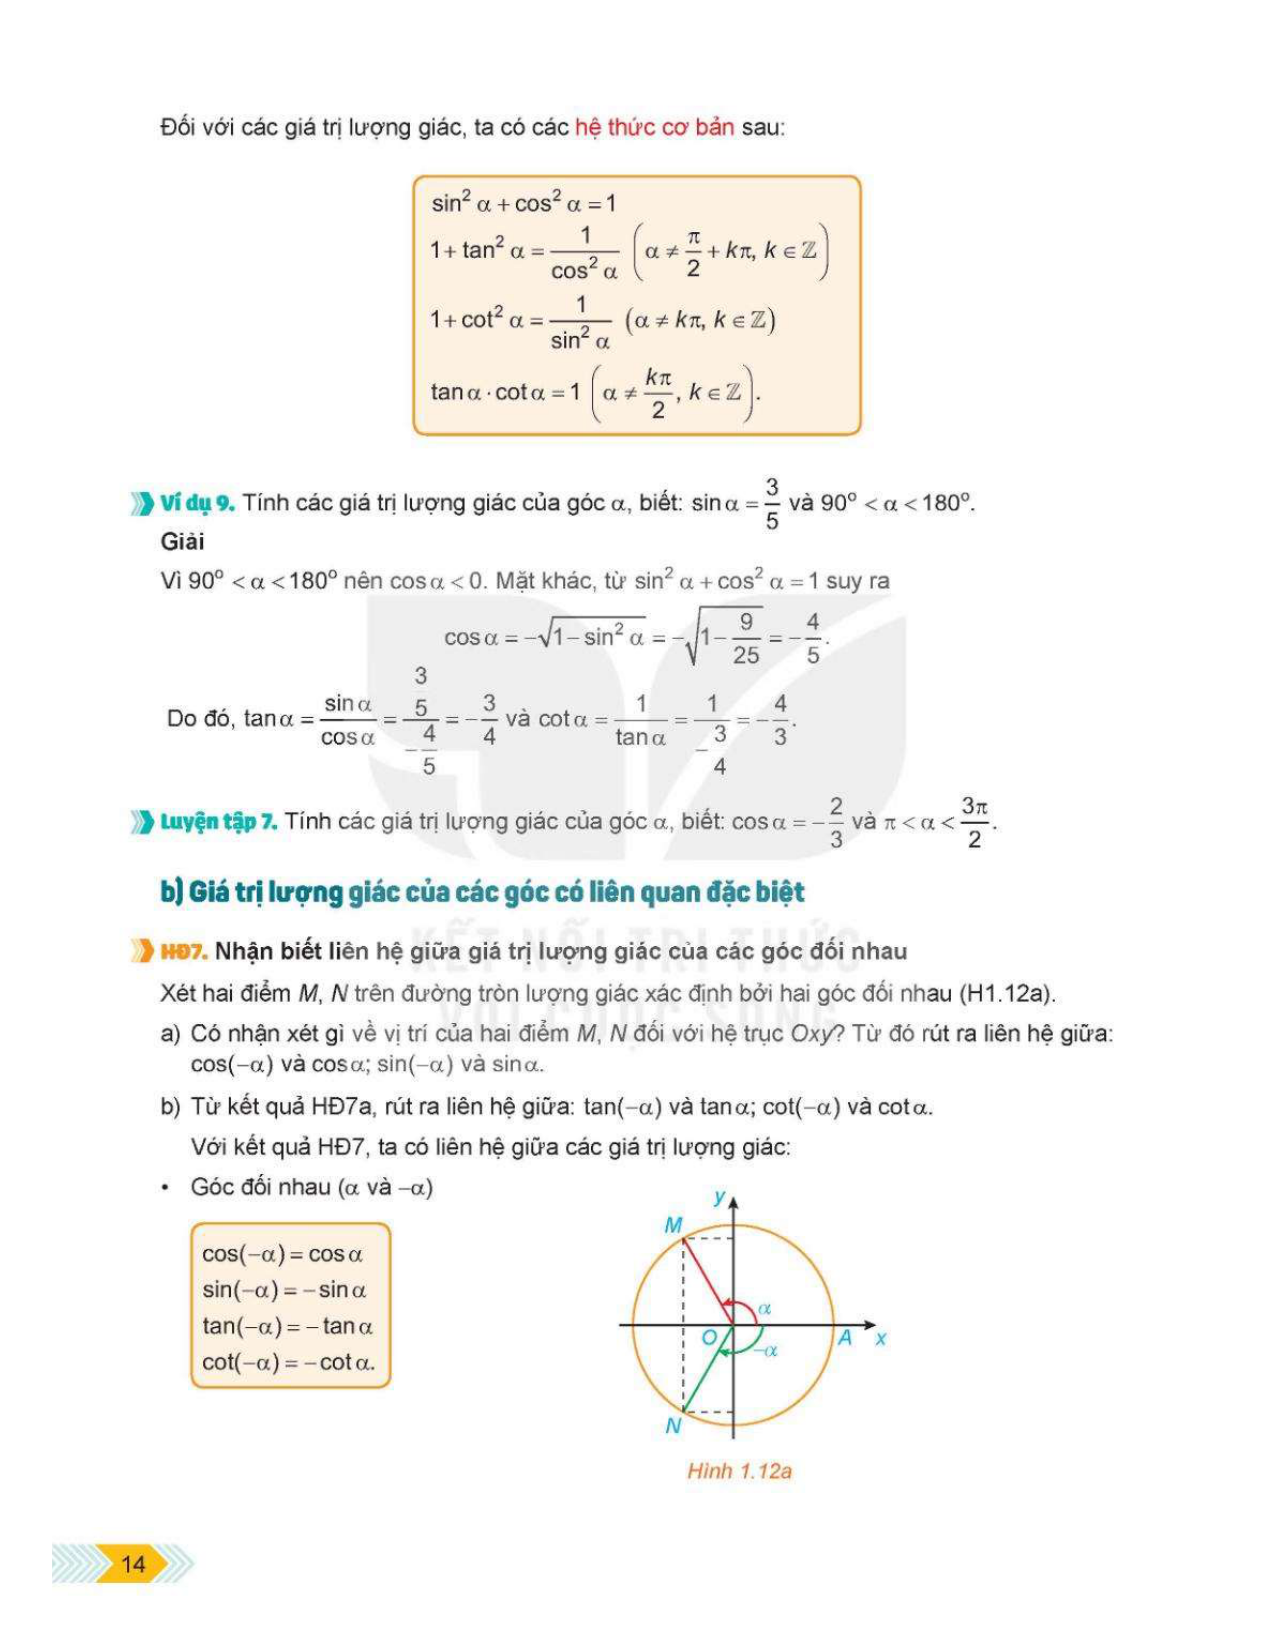 Đối với các giá trị lượng giác, ta có các hệ thức cơ bản sau:
sin² α + cos² α = 1
1 + tan² α = 1/cos² α (α ≠ π/2 + kπ, k ∈ ℤ)
1 + cot² α = 1/sin² α (α ≠ kπ, k ∈ ℤ)
tan α · cot α = 1 (α ≠ kπ/2, k ∈ ℤ).
Ví dụ 9. Tính các giá trị lượng giác của góc α, biết: sin α = 3/5 và 90° < α < 180°.
Giải
Vì 90° < α < 180° nên cos α < 0. Mặt khác, từ sin² α + cos² α = 1 suy ra
cos α = −√(1 − sin² α) = −√(1 − 9/25) = −4/5.
Do đó, tan α = sin α/cos α = (3/5)/(−4/5) = −3/4 và cot α = 1/tan α = 1/(−3/4) = −4/3.
Luyện tập 7. Tính các giá trị lượng giác của góc α, biết: cos α = −2/3 và π < α < 3π/2.
b) Giá trị lượng giác của các góc có liên quan đặc biệt
HĐ7. Nhận biết liên hệ giữa giá trị lượng giác của các góc đối nhau
Xét hai điểm M, N trên đường tròn lượng giác xác định bởi hai góc đối nhau (H1.12a).
a) Có nhận xét gì về vị trí của hai điểm M, N đối với hệ trục Oxy? Từ đó rút ra liên hệ giữa:
cos(−α) và cos α; sin(−α) và sin α.
b) Từ kết quả HĐ7a, rút ra liên hệ giữa: tan(−α) và tan α; cot(−α) và cot α.
Với kết quả HĐ7, ta có liên hệ giữa các giá trị lượng giác:
• Góc đối nhau (α và −α)
cos(−α) = cos α
sin(−α) = − sin α
tan(−α) = − tan α
cot(−α) = − cot α.
y
M
α
O
A
x
−α
N
Hình 1.12a
14
KẾT NỐI TRI THỨC
VỚI CUỘC SỐNG